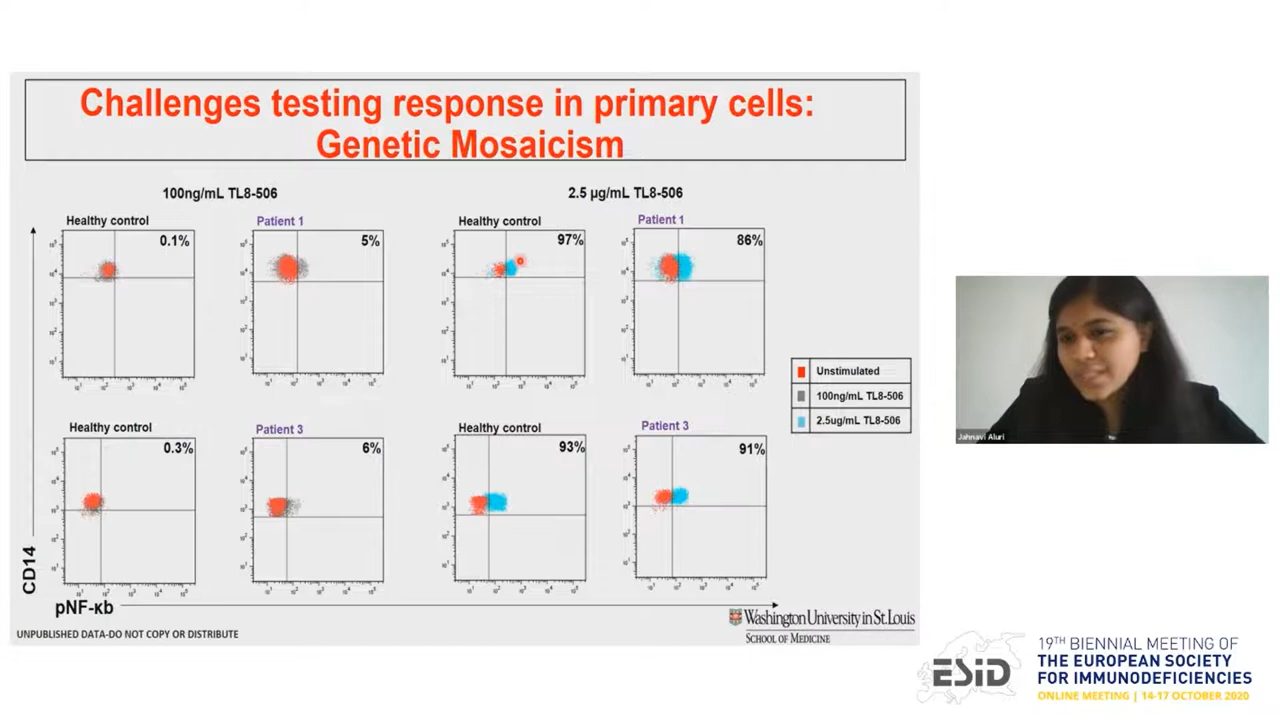 Challenges testing response in primary cells:
Genetic Mosaicism
100ng/mL TL8-506
2.5 µg/mL TL8-506
Healthy control
0.1%
Patient 1
5%
Healthy control
97%
Patient 1
86%
Unstimulated
100ng/mL TL8-506
2.5ug/mL TL8-506
Healthy control
0.3%
Patient 3
6%
Healthy control
93%
Patient 3
91%
CD14
pNF-κb
UNPUBLISHED DATA-DO NOT COPY OR DISTRIBUTE
Washington University in St. Louis
SCHOOL OF MEDICINE
Jahnavi Aluri
ESiD
19TH BIENNIAL MEETING OF
THE EUROPEAN SOCIETY
FOR IMMUNODEFICIENCIES
ONLINE MEETING | 14-17 OCTOBER 2020